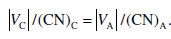 |V_C|/(CN)_C = |V_A|/(CN)_A.